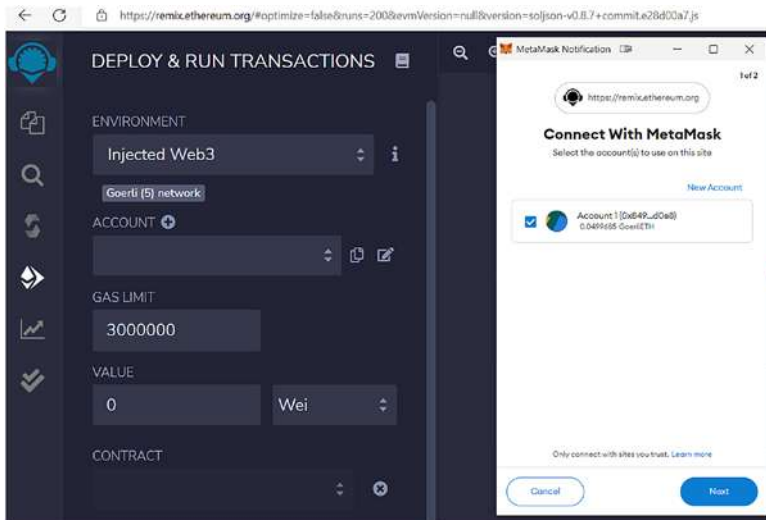 https://remix.ethereum.org/#optimize=false&runs=200&evmVersion=null&version=soljson-v0.8.7+commit.e28d00a7.js
DEPLOY & RUN TRANSACTIONS
ENVIRONMENT
Injected Web3
Goerli (5) network
ACCOUNT
GAS LIMIT
3000000
VALUE
0 Wei
CONTRACT
MetaMask Notification
1 of 2
https://remix.ethereum.org
Connect With MetaMask
Select the account(s) to use on this site
New Account
Account 1 (0x649...d0a8)
0.0499685 GoerliETH
Only connect with sites you trust. Learn more
Cancel Next